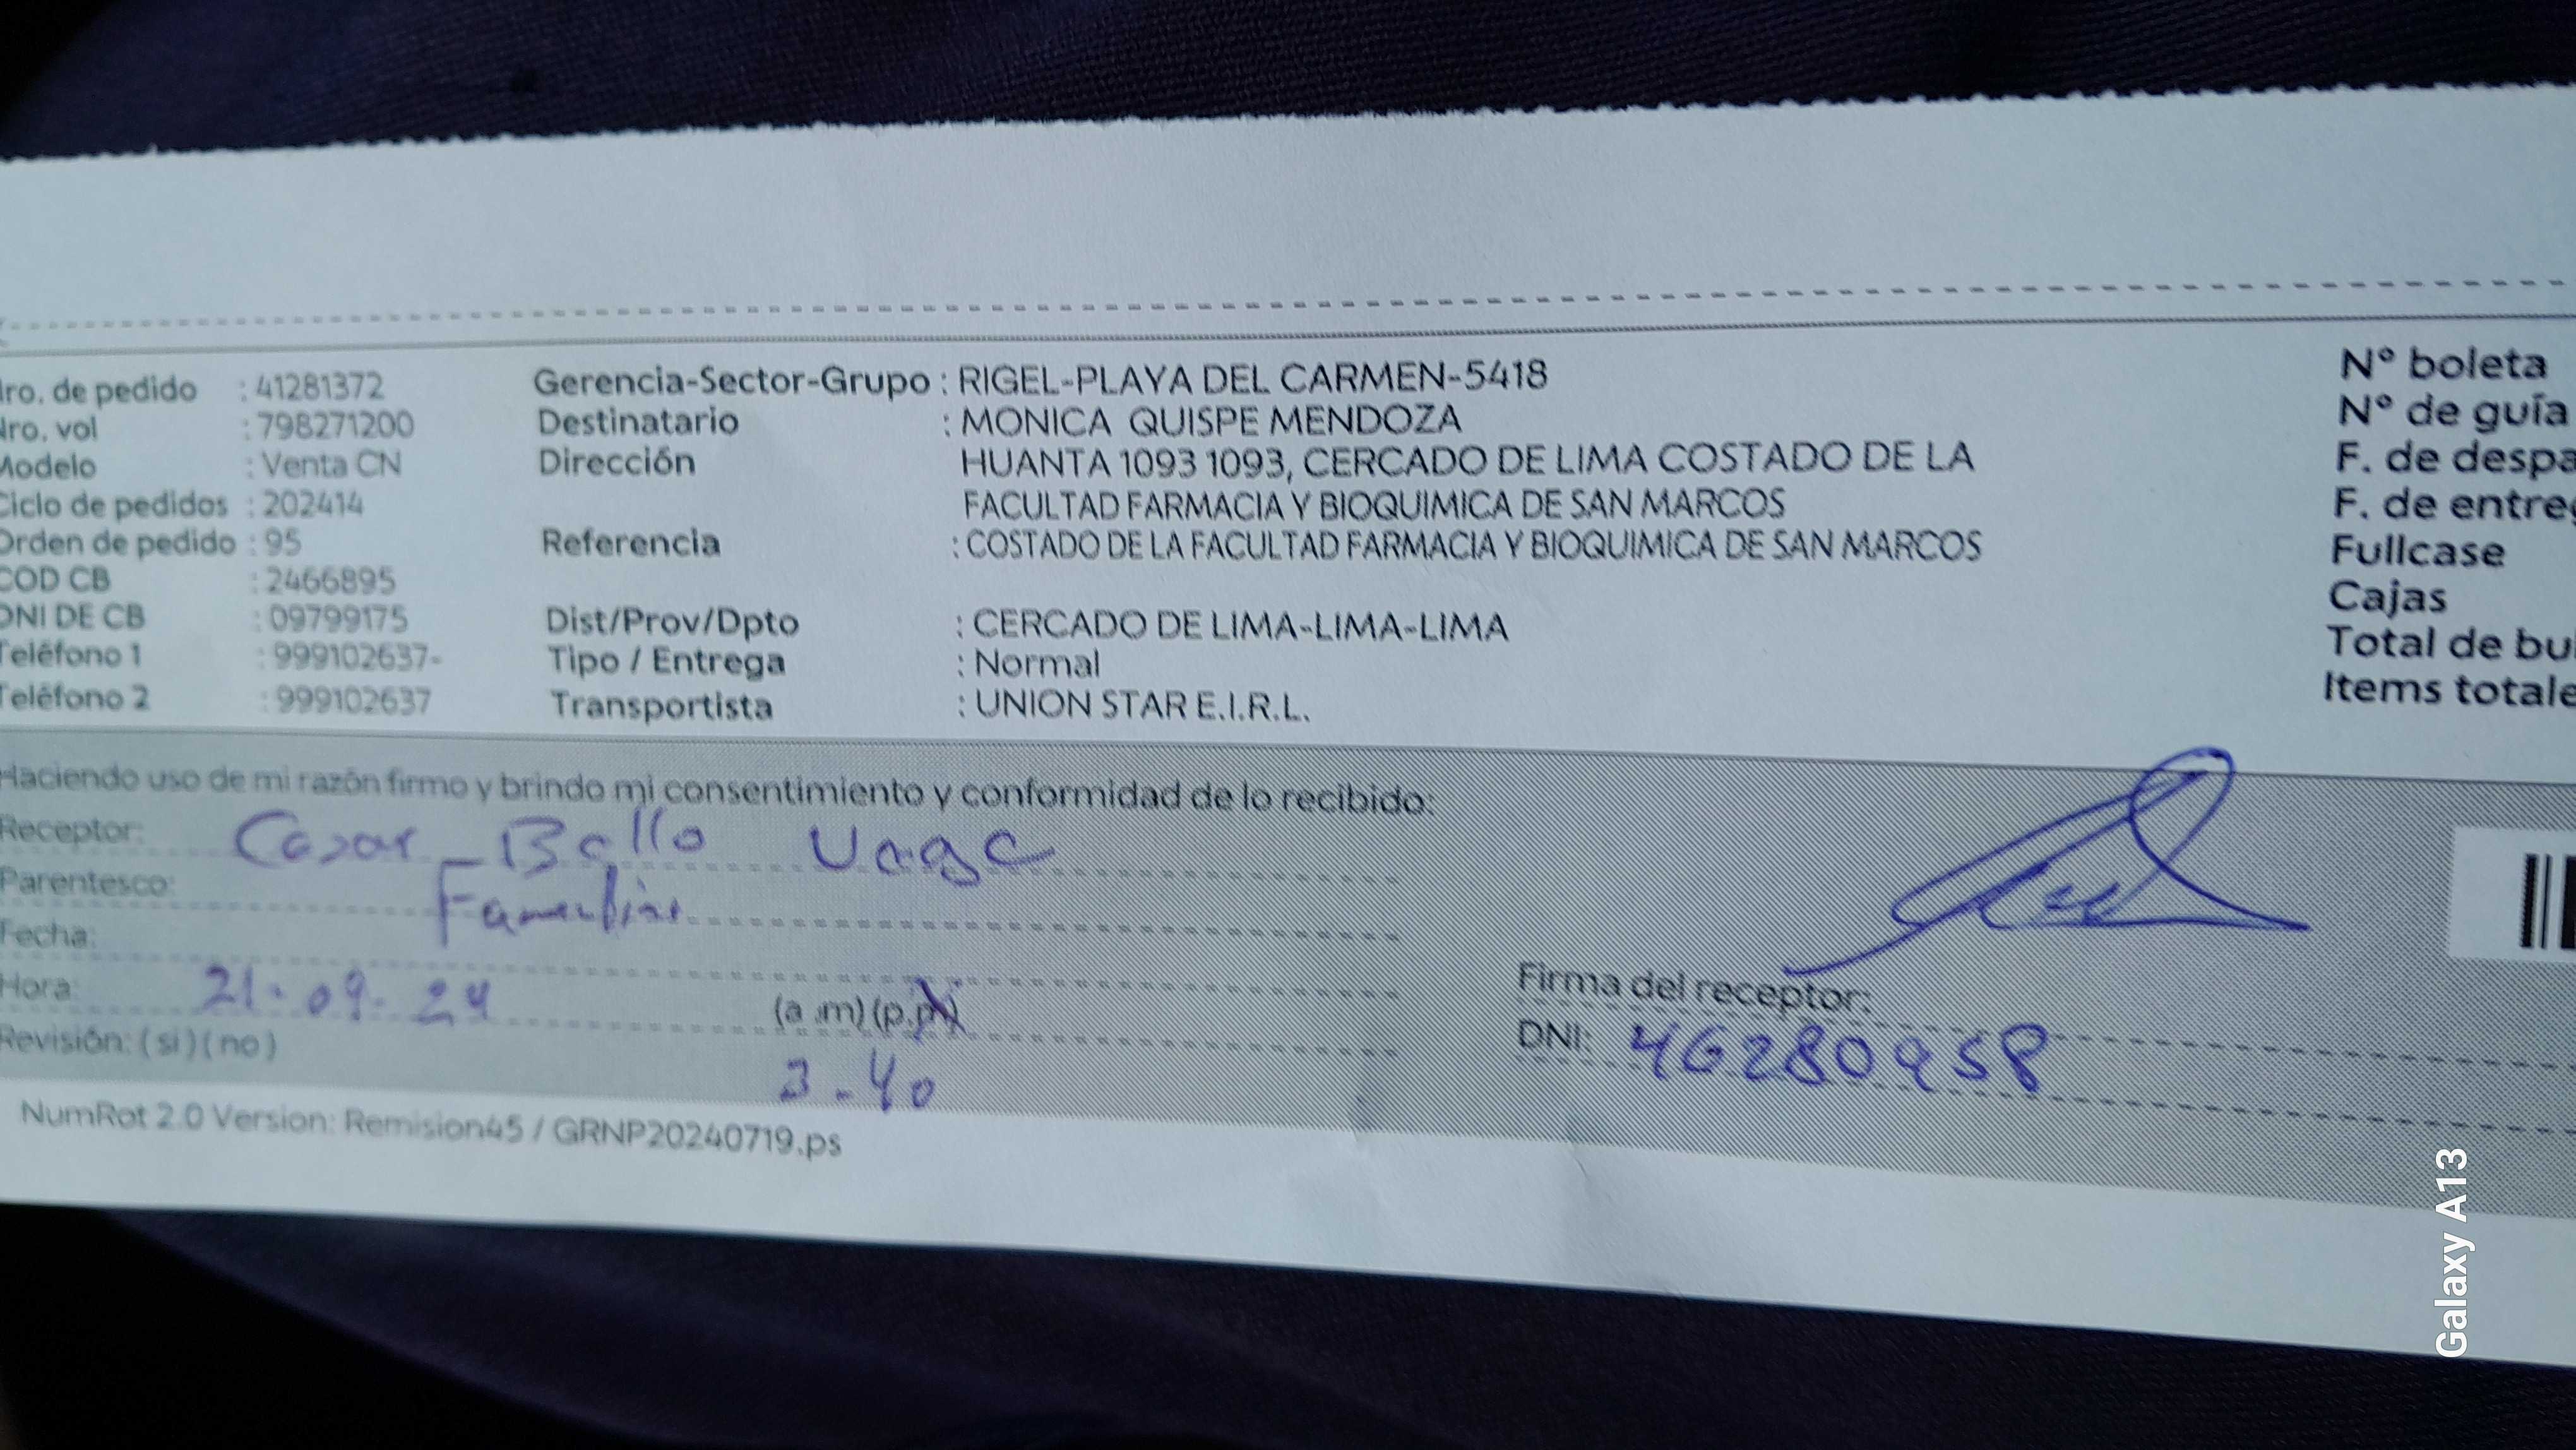 Nro. de pedido : 41281372 Gerencia-Sector-Grupo : RIGEL-PLAYA DEL CARMEN-5418 N° boleta
Nro. vol : 798271200 Destinatario : MONICA QUISPE MENDOZA N° de guía
Modelo : Venta CN Dirección HUANTA 1093 1093, CERCADO DE LIMA COSTADO DE LA F. de despa
Ciclo de pedidos : 202414 FACULTAD FARMACIA Y BIOQUIMICA DE SAN MARCOS F. de entreg
Orden de pedido : 95 Referencia : COSTADO DE LA FACULTAD FARMACIA Y BIOQUIMICA DE SAN MARCOS Fullcase
COD CB : 2466895 Cajas
DNI DE CB : 09799175 Dist/Prov/Dpto : CERCADO DE LIMA-LIMA-LIMA Total de bul
Teléfono 1 : 999102637- Tipo / Entrega : Normal Items totale
Teléfono 2 : 999102637 Transportista : UNION STAR E.I.R.L.
Haciendo uso de mi razón firmo y brindo mi consentimiento y conformidad de lo recibido:
Receptor: Bello
Parentesco:
Fecha:
Hora: 21-09-24 (a.m) (p.m) Firma del receptor:
Revisión: (si) (no) 3-40 DNI: 46280958
NumRot 2.0 Version: Remision45 / GRNP20240719.ps
Galaxy A13